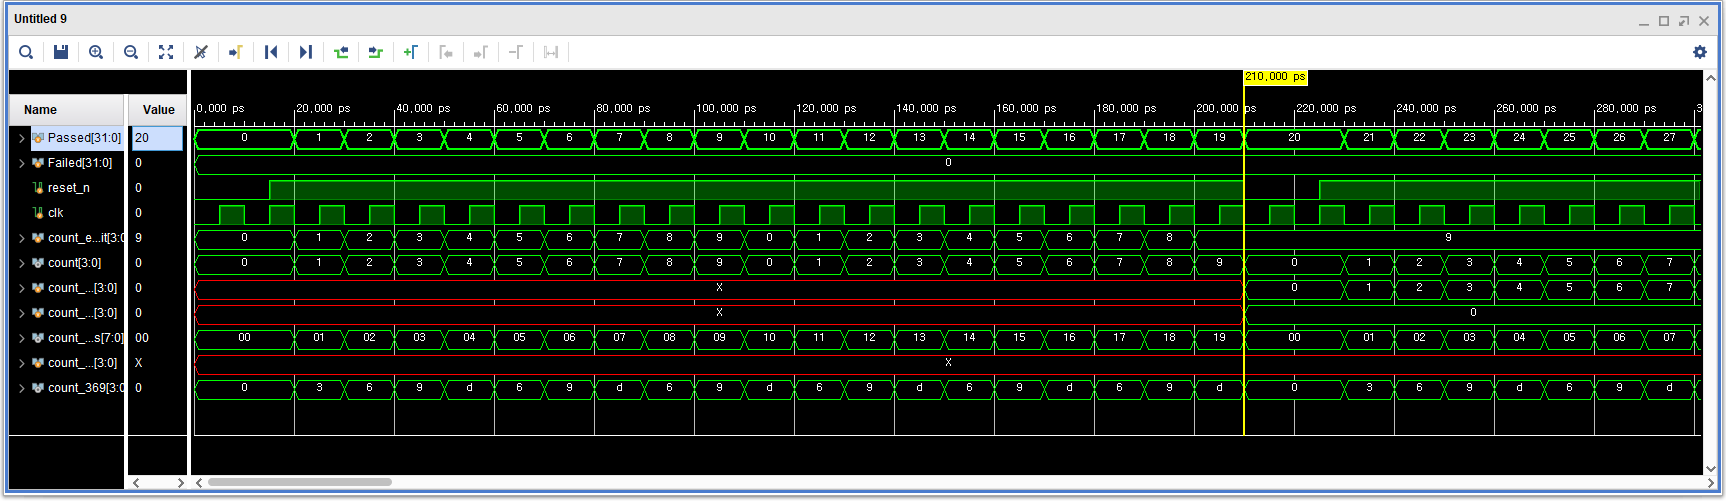 Untitled 9
210,000 ps
Name Value
0,000 ps 20,000 ps 40,000 ps 60,000 ps 80,000 ps 100,000 ps 120,000 ps 140,000 ps 160,000 ps 180,000 ps 200,000 ps 220,000 ps 240,000 ps 260,000 ps 280,000 ps 3
Passed[31:0] 20 0 1 2 3 4 5 6 7 8 9 10 11 12 13 14 15 16 17 18 19 20 21 22 23 24 25 26 27
Failed[31:0] 0 0
reset_n 0
clk 0
count_e...it[3:0 9 0 1 2 3 4 5 6 7 8 9 0 1 2 3 4 5 6 7 8 9
count[3:0] 0 0 1 2 3 4 5 6 7 8 9 0 1 2 3 4 5 6 7 8 9 0 1 2 3 4 5 6 7
count_...[3:0] 0 X 0 1 2 3 4 5 6 7
count_...[3:0] 0 X 0
count_...s[7:0] 00 00 01 02 03 04 05 06 07 08 09 10 11 12 13 14 15 16 17 18 19 00 01 02 03 04 05 06 07
count_...[3:0] X X
count_369[3:0 0 0 3 6 9 d 6 9 d 6 9 d 6 9 d 6 9 d 6 9 d 0 3 6 9 d 6 9 d